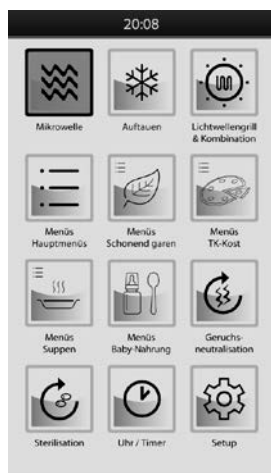 20:08
Mikrowelle
Auftauen
Lichtwellengrill
& Kombination
Menüs
Hauptmenüs
Menüs
Schonend garen
Menüs
TK-Kost
Menüs
Suppen
Menüs
Baby-Nahrung
Geruchs-
neutralisation
Sterilisation
Uhr / Timer
Setup